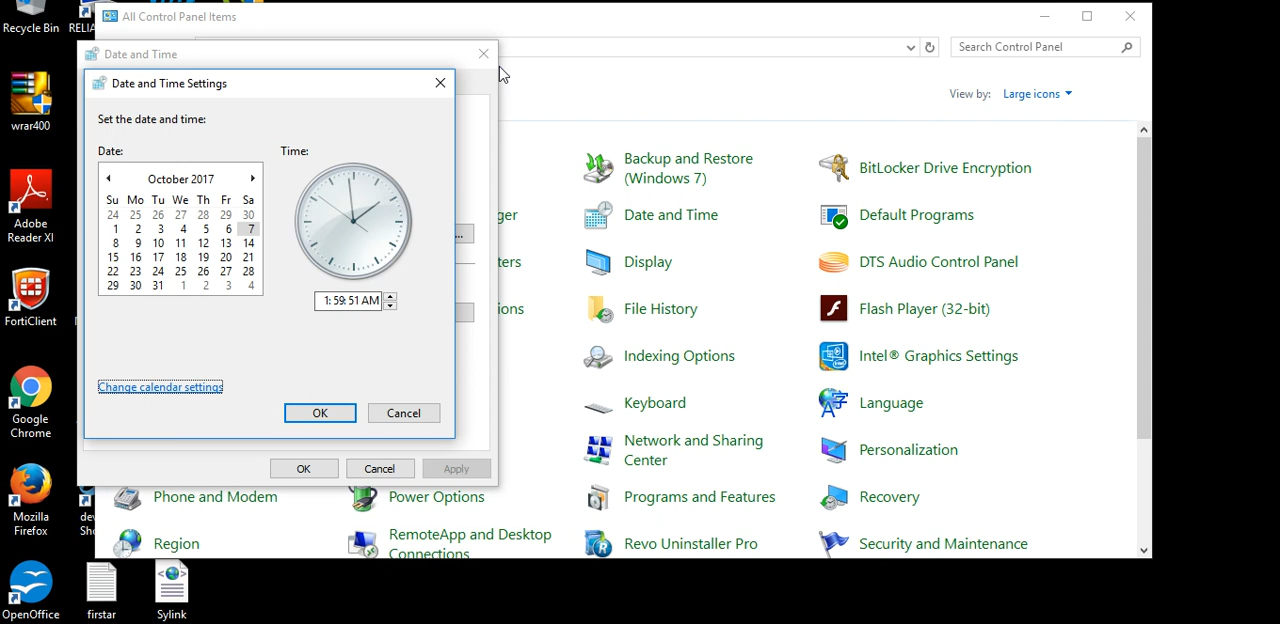 Recycle Bin
RELIA
wrar400
Adobe
Reader XI
FortiClient
Google
Chrome
Mozilla
Firefox
OpenOffice
firstar
Sylink
All Control Panel Items
Search Control Panel
View by:
Large icons
Date and Time
Date and Time Settings
Set the date and time:
Date:
Time:
October 2017
Su Mo Tu We Th Fr Sa
24 25 26 27 28 29 30
1 2 3 4 5 6 7
8 9 10 11 12 13 14
15 16 17 18 19 20 21
22 23 24 25 26 27 28
29 30 31 1 2 3 4
1: 59: 51 AM
Change calendar settings
OK
Cancel
...
OK
Cancel
Apply
ger
ters
ions
Backup and Restore
(Windows 7)
BitLocker Drive Encryption
Date and Time
Default Programs
Display
DTS Audio Control Panel
File History
Flash Player (32-bit)
Indexing Options
Intel® Graphics Settings
Keyboard
Language
Network and Sharing
Center
Personalization
Phone and Modem
Power Options
Programs and Features
Recovery
Region
RemoteApp and Desktop
Connections
Revo Uninstaller Pro
Security and Maintenance